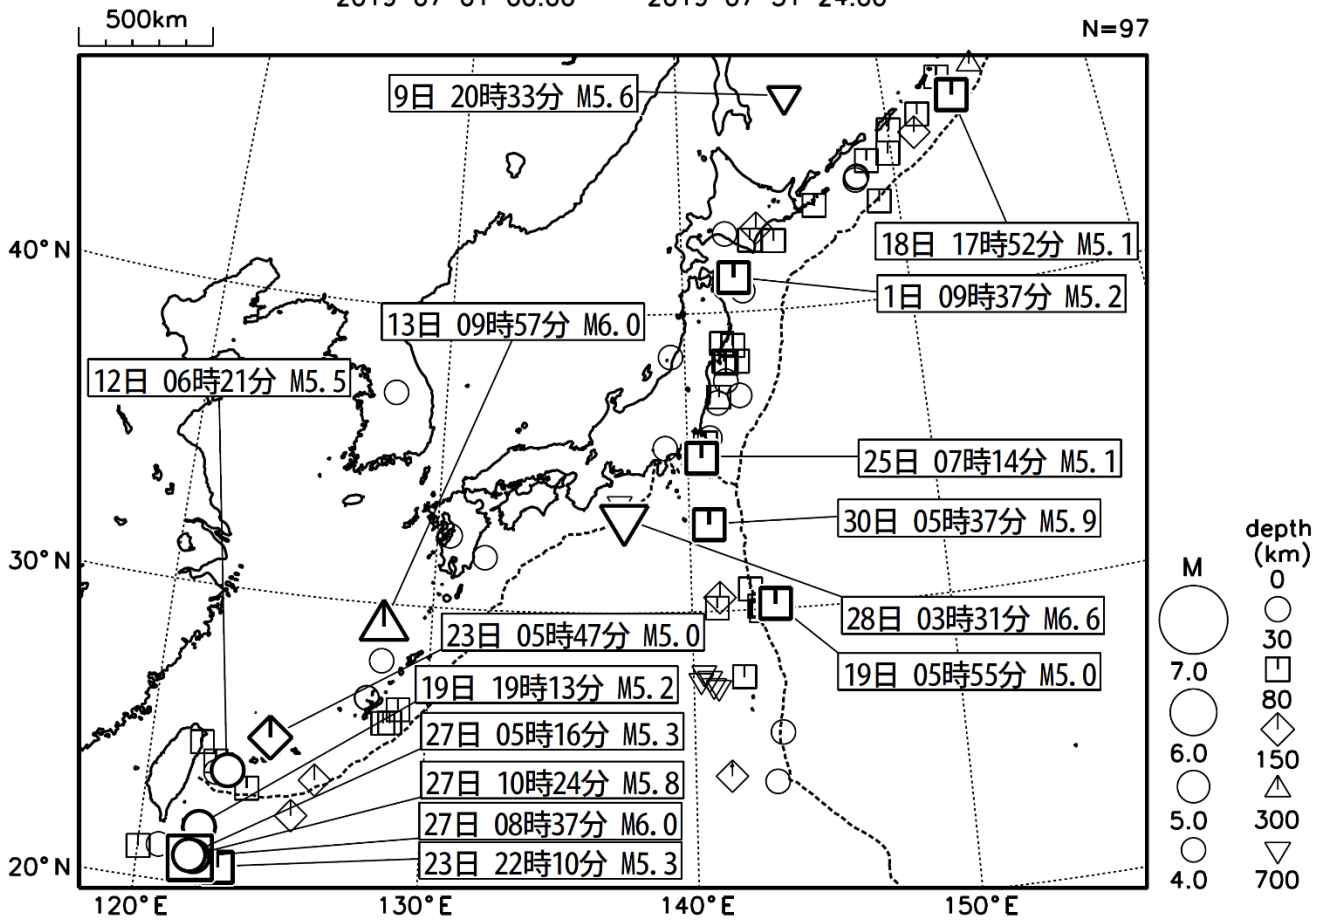 2019 07 01 00:00 2019 07 31 24:00
500km
N=97
9日 20時33分 M5.6
18日 17時52分 M5.1
40°N
1日 09時37分 M5.2
13日 09時57分 M6.0
12日 06時21分 M5.5
25日 07時14分 M5.1
30日 05時37分 M5.9
30°N
28日 03時31分 M6.6
23日 05時47分 M5.0
19日 05時55分 M5.0
19日 19時13分 M5.2
27日 05時16分 M5.3
27日 10時24分 M5.8
27日 08時37分 M6.0
23日 22時10分 M5.3
20°N
120°E 130°E 140°E 150°E
M
7.0
6.0
5.0
4.0
depth
(km)
0
30
80
150
300
700